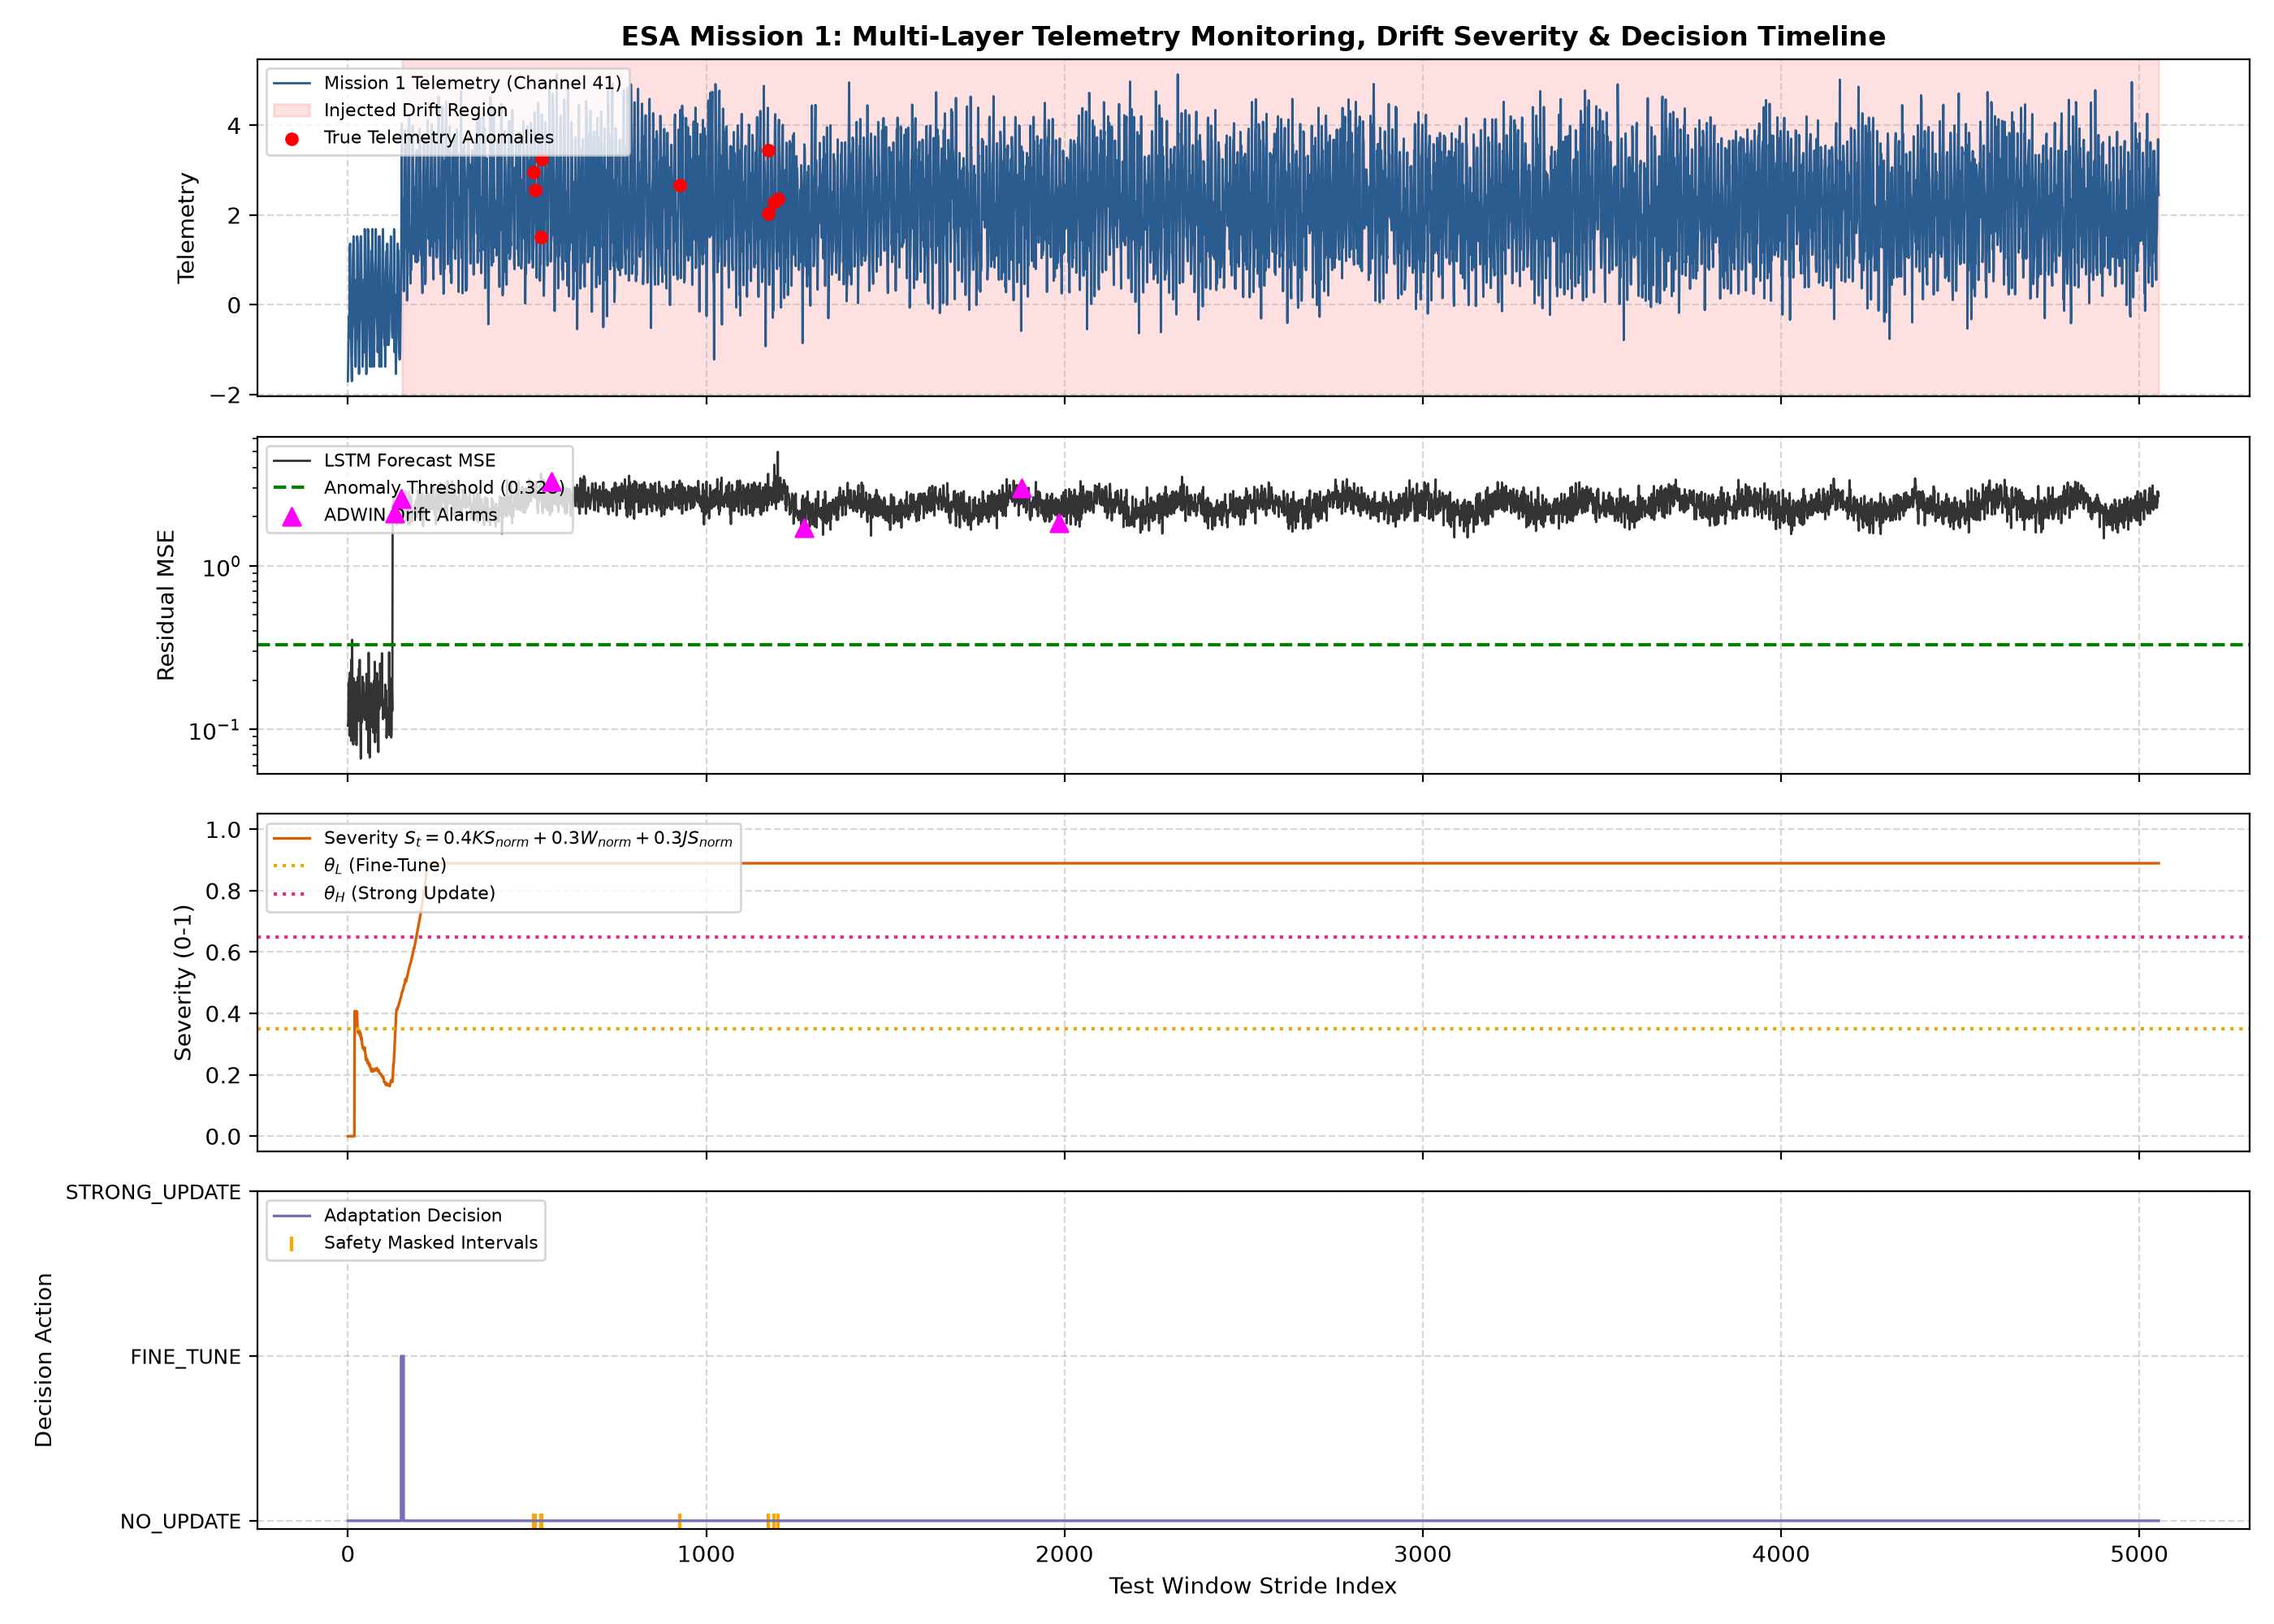 ESA Mission 1: Multi-Layer Telemetry Monitoring, Drift Severity & Decision Timeline
Mission 1 Telemetry (Channel 41)
Injected Drift Region
True Telemetry Anomalies
Telemetry
4
2
0
−2
LSTM Forecast MSE
Anomaly Threshold (0.328)
ADWIN Drift Alarms
Residual MSE
10⁰
10⁻¹
Severity S_t = 0.4KS_norm + 0.3W_norm + 0.3JS_norm
θ_L (Fine-Tune)
θ_H (Strong Update)
Severity (0-1)
1.0
0.8
0.6
0.4
0.2
0.0
Adaptation Decision
Safety Masked Intervals
Decision Action
STRONG_UPDATE
FINE_TUNE
NO_UPDATE
0 1000 2000 3000 4000 5000
Test Window Stride Index